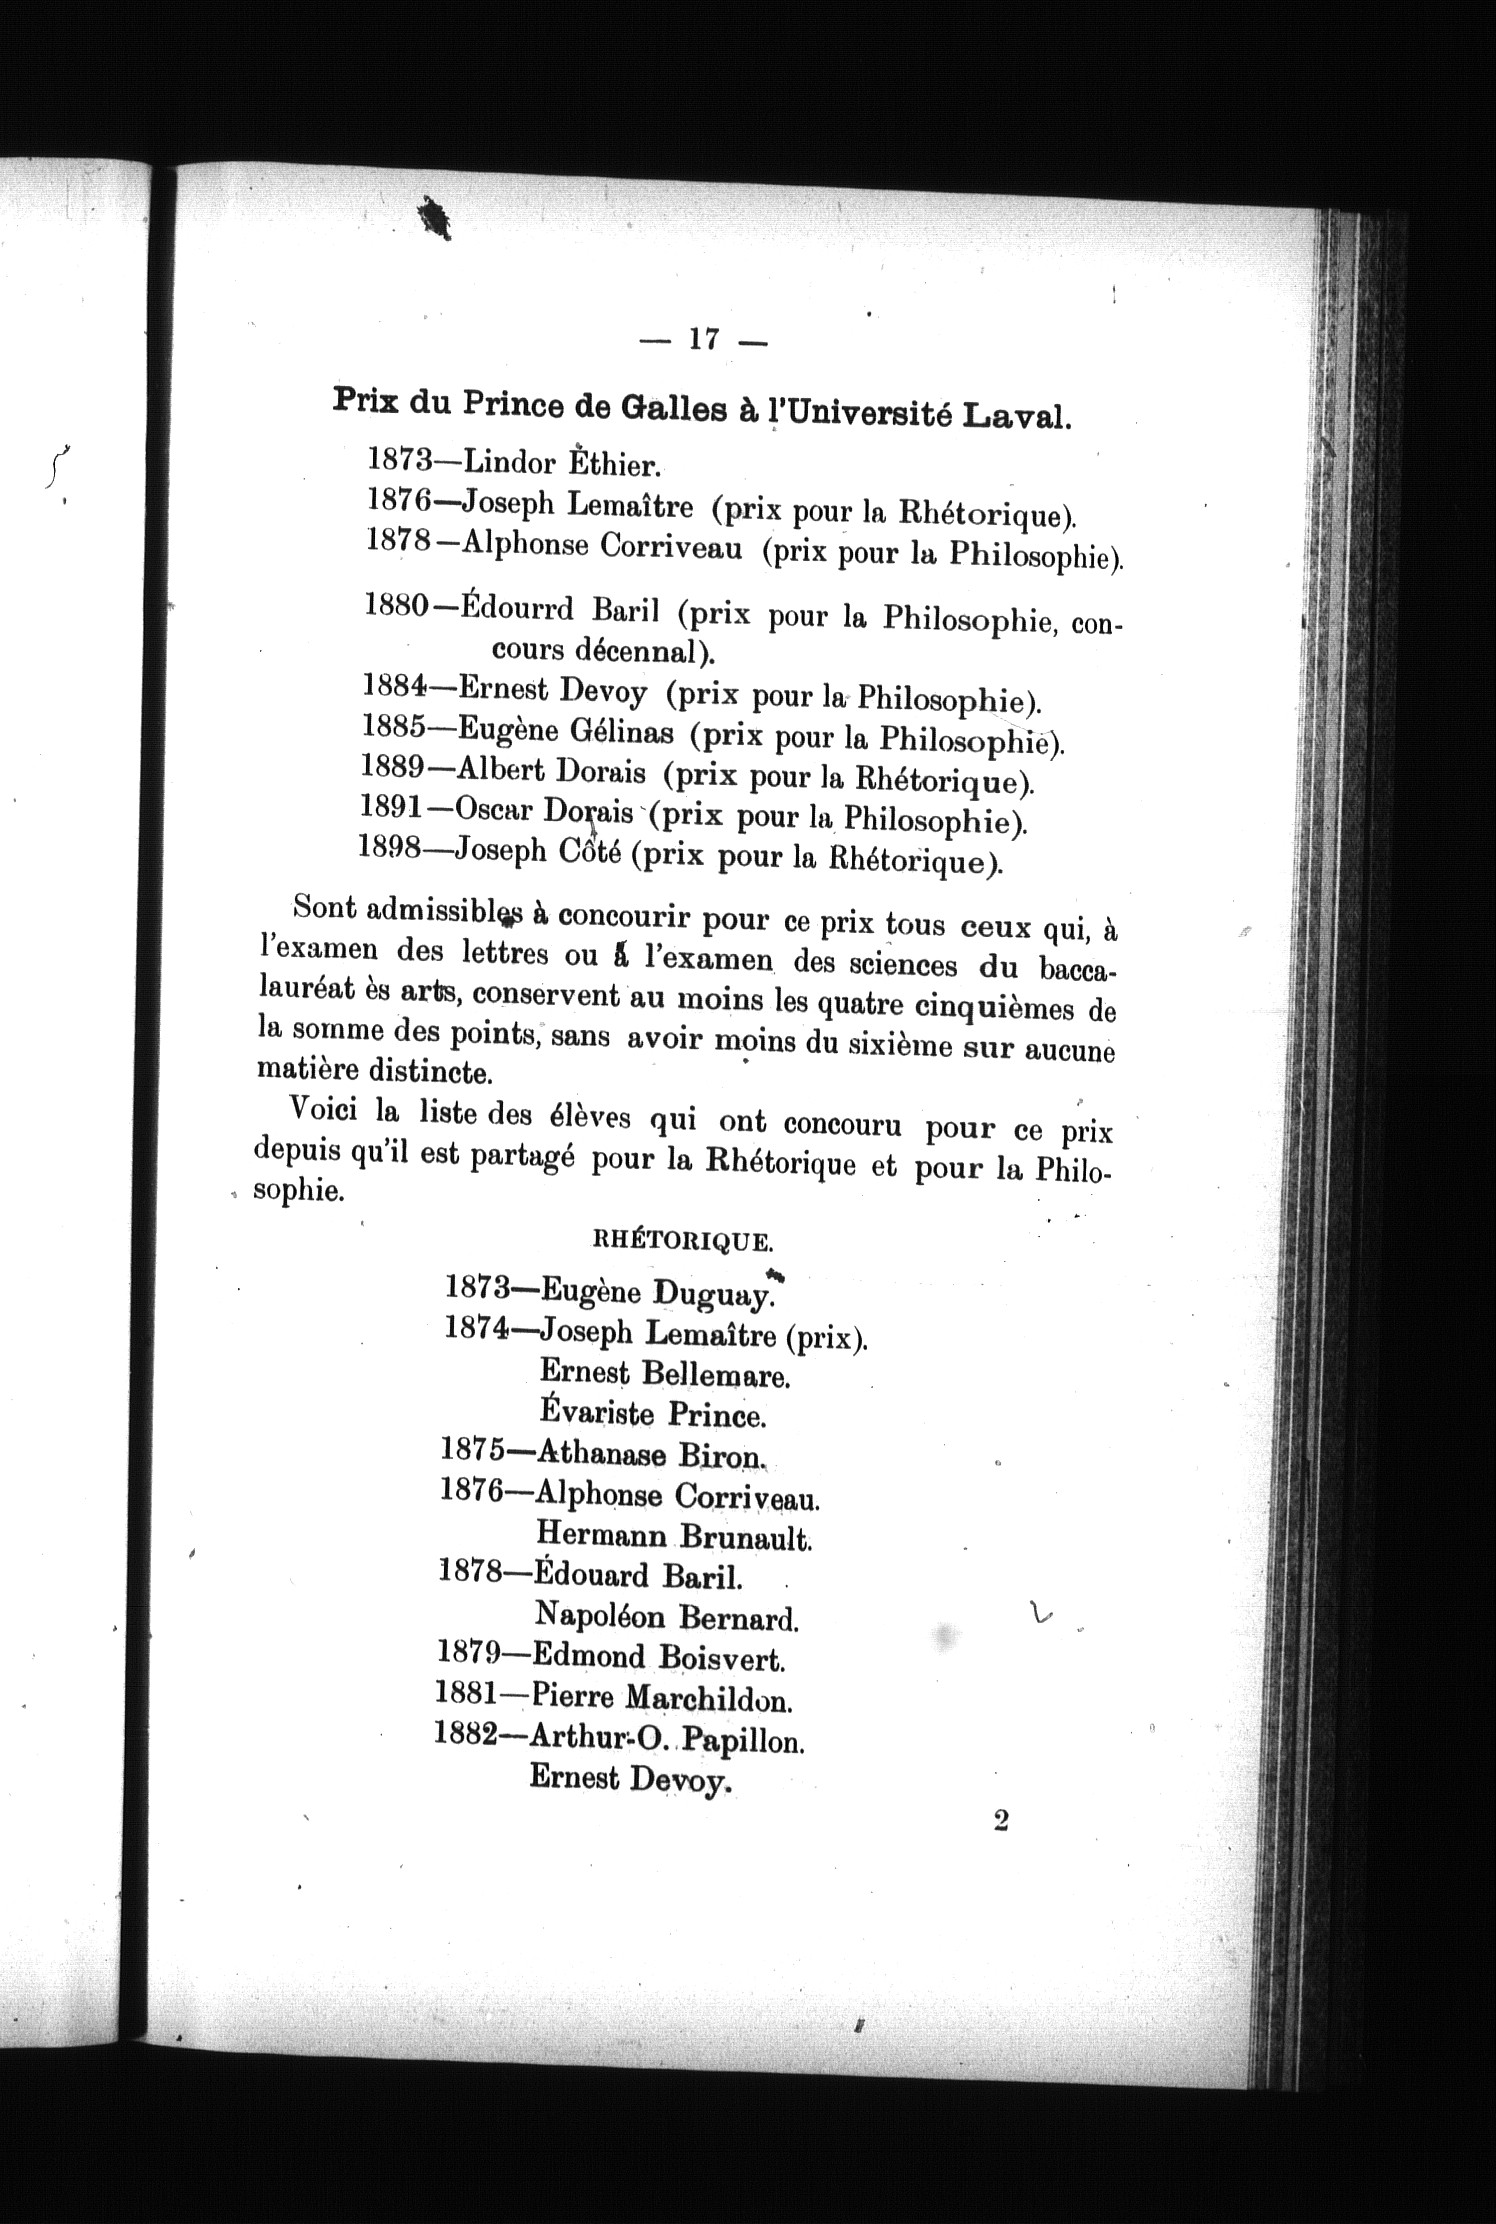 — 17 —
Prix du Prince de Galles à l'Université Laval.
1873—Lindor Éthier.
1876—Joseph Lemaître (prix pour la Rhétorique).
1878—Alphonse Corriveau (prix pour la Philosophie).
1880—Édourrd Baril (prix pour la Philosophie, con-
cours décennal).
1884—Ernest Devoy (prix pour la Philosophie).
1885—Eugène Gélinas (prix pour la Philosophie).
1889—Albert Dorais (prix pour la Rhétorique).
1891—Oscar Dorais (prix pour la Philosophie).
1898—Joseph Côté (prix pour la Rhétorique).
Sont admissibles à concourir pour ce prix tous ceux qui, à
l'examen des lettres ou à l'examen des sciences du bacca-
lauréat ès arts, conservent au moins les quatre cinquièmes de
la somme des points, sans avoir moins du sixième sur aucune
matière distincte.
Voici la liste des élèves qui ont concouru pour ce prix
depuis qu'il est partagé pour la Rhétorique et pour la Philo-
sophie.
RHÉTORIQUE.
1873—Eugène Duguay.
1874—Joseph Lemaître (prix).
Ernest Bellemare.
Évariste Prince.
1875—Athanase Biron.
1876—Alphonse Corriveau.
Hermann Brunault.
1878—Édouard Baril.
Napoléon Bernard.
1879—Edmond Boisvert.
1881—Pierre Marchildon.
1882—Arthur-O. Papillon.
Ernest Devoy.
2